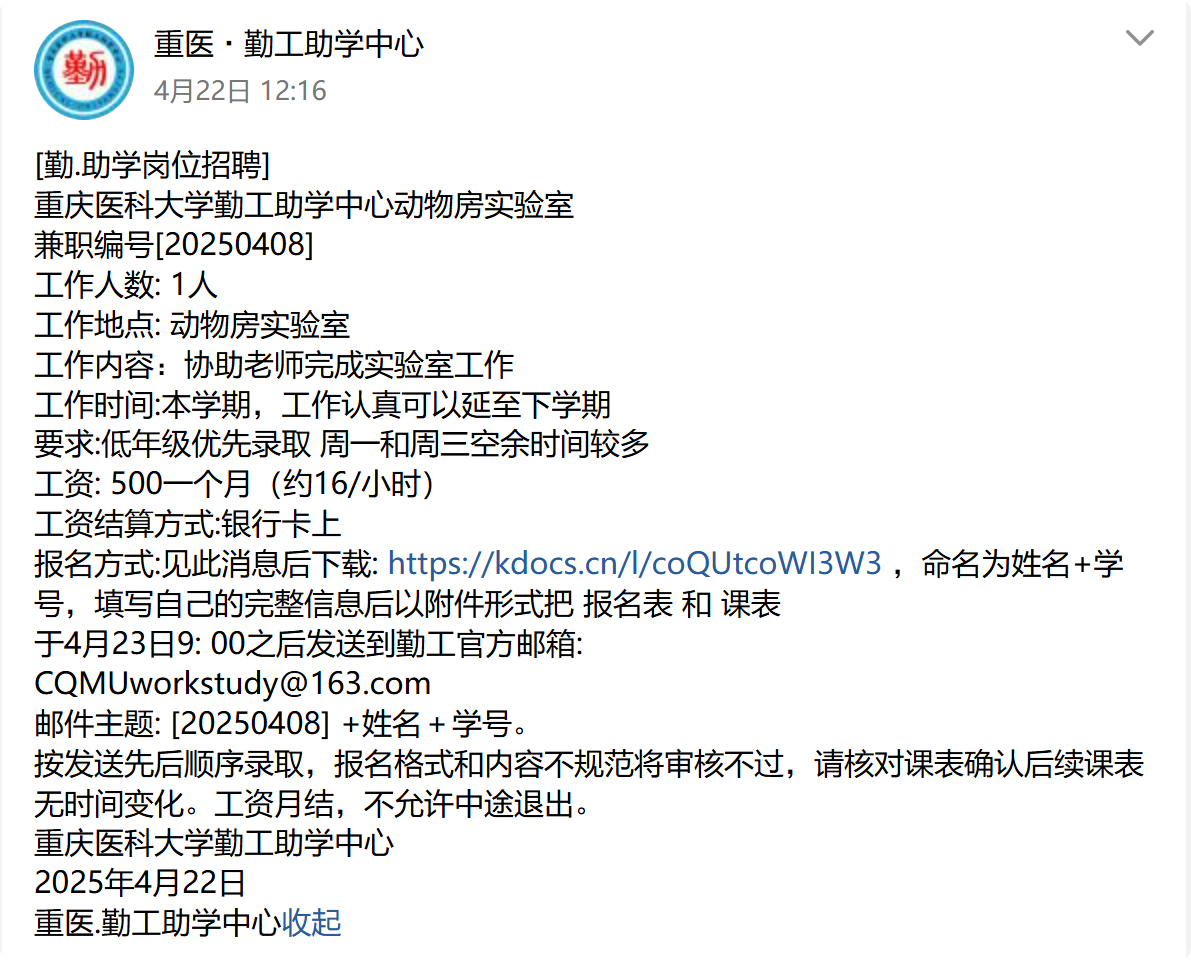 重医·勤工助学中心
4月22日 12:16
[勤.助学岗位招聘]
重庆医科大学勤工助学中心动物房实验室
兼职编号[20250408]
工作人数: 1人
工作地点: 动物房实验室
工作内容：协助老师完成实验室工作
工作时间:本学期，工作认真可以延至下学期
要求:低年级优先录取 周一和周三空余时间较多
工资: 500一个月（约16/小时）
工资结算方式:银行卡上
报名方式:见此消息后下载: https://kdocs.cn/l/coQUtcoWI3W3 ，命名为姓名+学
号，填写自己的完整信息后以附件形式把 报名表 和 课表
于4月23日9: 00之后发送到勤工官方邮箱:
CQMUworkstudy@163.com
邮件主题: [20250408] +姓名﹢学号。
按发送先后顺序录取，报名格式和内容不规范将审核不过，请核对课表确认后续课表
无时间变化。工资月结，不允许中途退出。
重庆医科大学勤工助学中心
2025年4月22日
重医.勤工助学中心收起